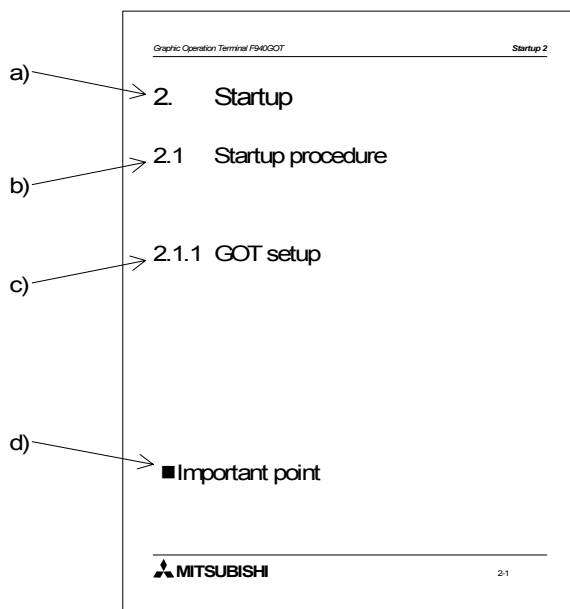 Graphic Operation Terminal F940GOT Startup 2
a)
2. Startup
2.1 Startup procedure
b)
2.1.1 GOT setup
c)
d)
■Important point
MITSUBISHI 2-1